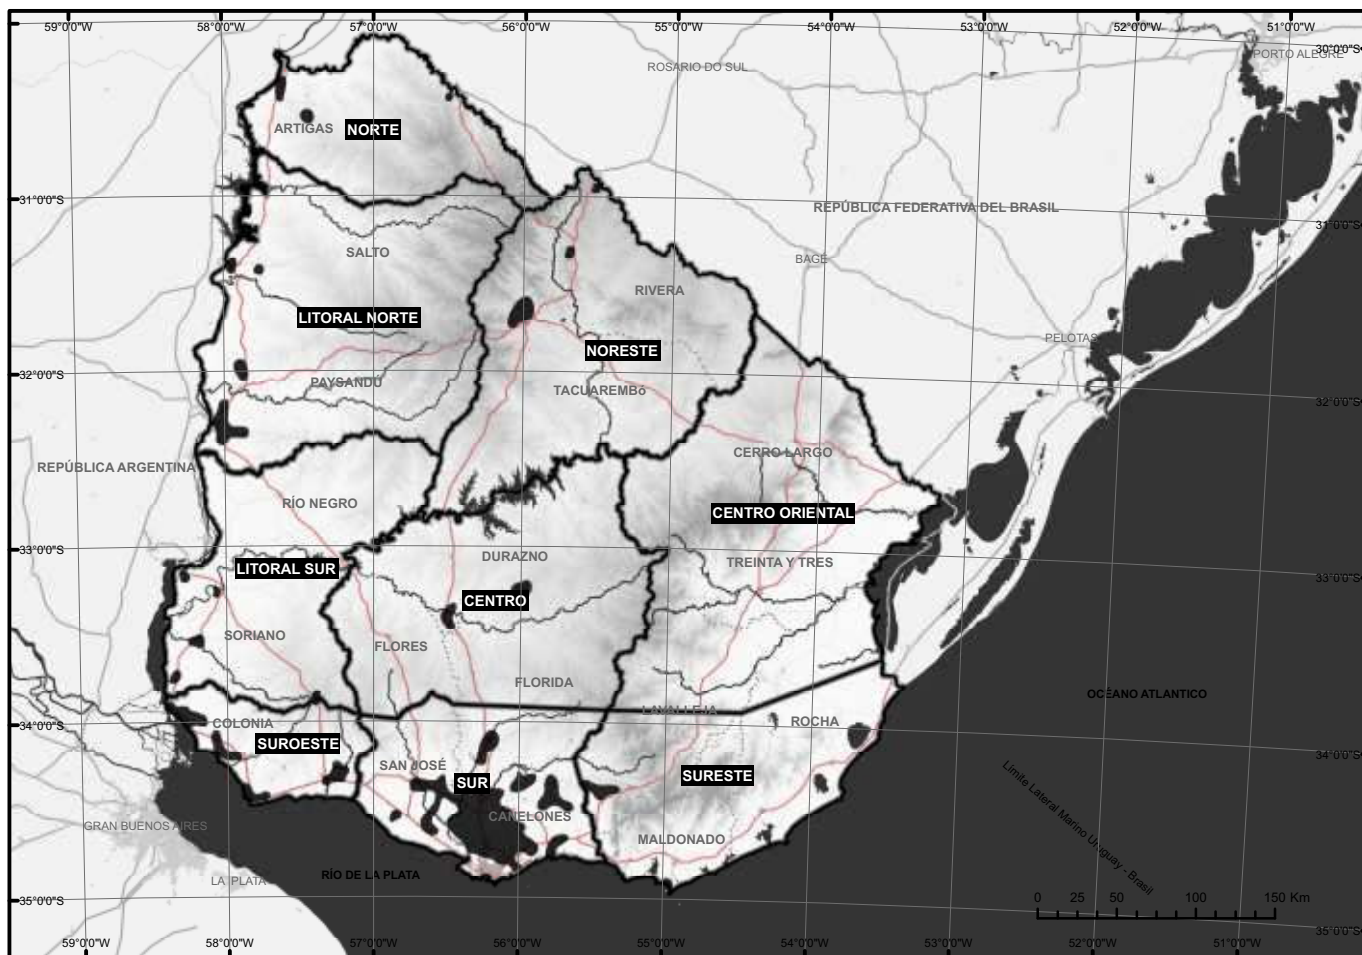 59°0'0"W 58°0'0"W 57°0'0"W 56°0'0"W 55°0'0"W 54°0'0"W 53°0'0"W 52°0'0"W 51°0'0"W
30°0'0"S
PORTO ALEGRE
ROSARIO DO SUL
ARTIGAS
NORTE
31°0'0"S
REPÚBLICA FEDERATIVA DEL BRASIL
31°0'0"S
SALTO
BAGE
RIVERA
LITORAL NORTE
PELOTAS
NORESTE
32°0'0"S
PAYSANDÚ
TACUAREMBó
32°0'0"S
CERRO LARGO
REPÚBLICA ARGENTINA
RÍO NEGRO
CENTRO ORIENTAL
33°0'0"S
DURAZNO
TREINTA Y TRES
LITORAL SUR
33°0'0"S
CENTRO
SORIANO
FLORES
FLORIDA
OCÉANO ATLANTICO
LAVALLEJA
34°0'0"S
COLONIA
ROCHA
SUROESTE
34°0'0"S
SAN JOSÉ
SUR
SURESTE
CANELONES
GRAN BUENOS AIRES
MALDONADO
Limite Lateral Marino Uruguay - Brasil
RÍO DE LA PLATA
LA PLATA
0 25 50 100 150 Km
35°0'0"S
35°0'0"S
59°0'0"W 58°0'0"W 57°0'0"W 56°0'0"W 55°0'0"W 54°0'0"W 53°0'0"W 52°0'0"W 51°0'0"W